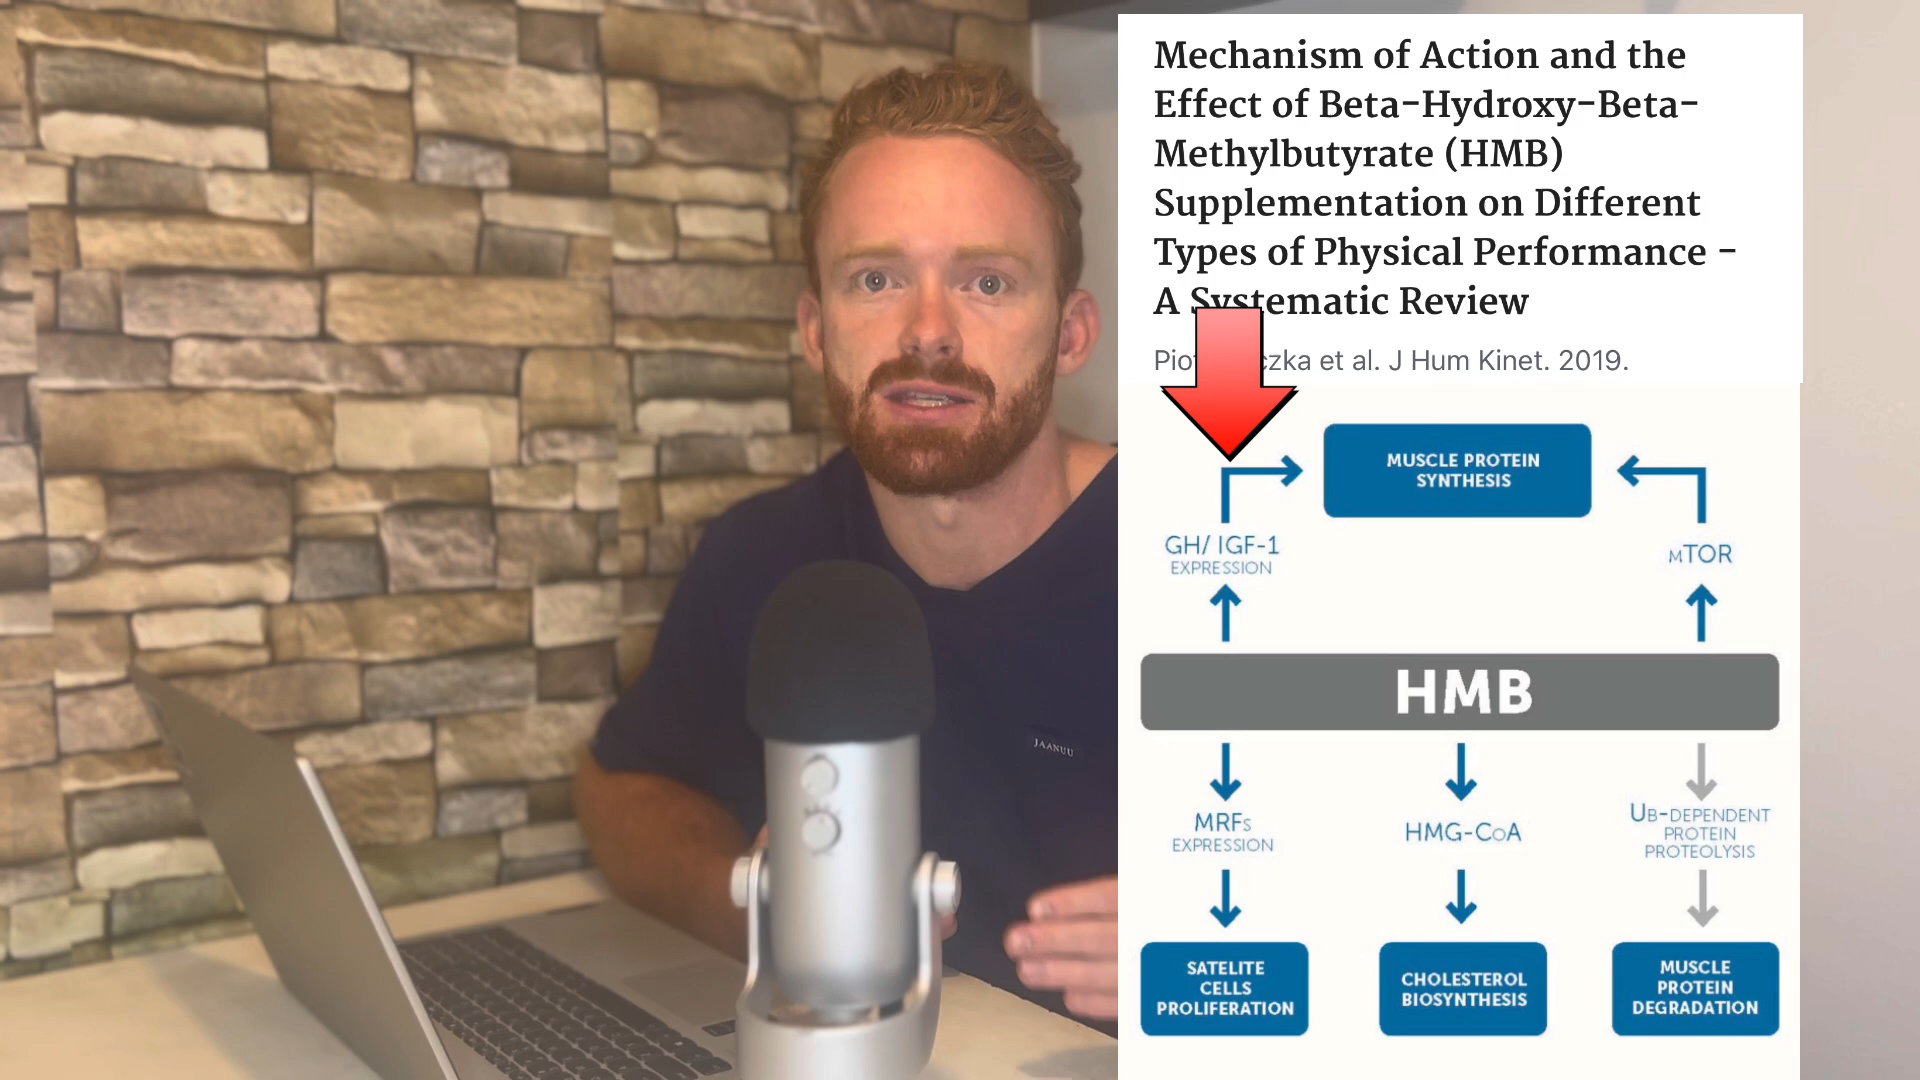 Mechanism of Action and the
Effect of Beta-Hydroxy-Beta-
Methylbutyrate (HMB)
Supplementation on Different
Types of Physical Performance -
A Systematic Review
et al. J Hum Kinet. 2019.
MUSCLE PROTEIN
SYNTHESIS
GH/ IGF-1
EXPRESSION
MTOR
HMB
MRFS
EXPRESSION
HMG-COA
UB-DEPENDENT
PROTEIN
PROTEOLYSIS
SATELITE
CELLS
PROLIFERATION
CHOLESTEROL
BIOSYNTHESIS
MUSCLE
PROTEIN
DEGRADATION
JAANUU